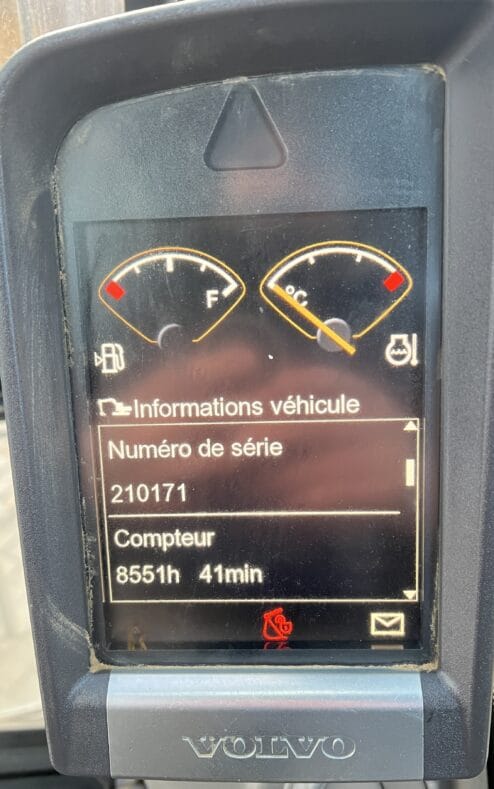 F
°C
Informations véhicule
Numéro de série
210171
Compteur
8551h 41min
VOLVO